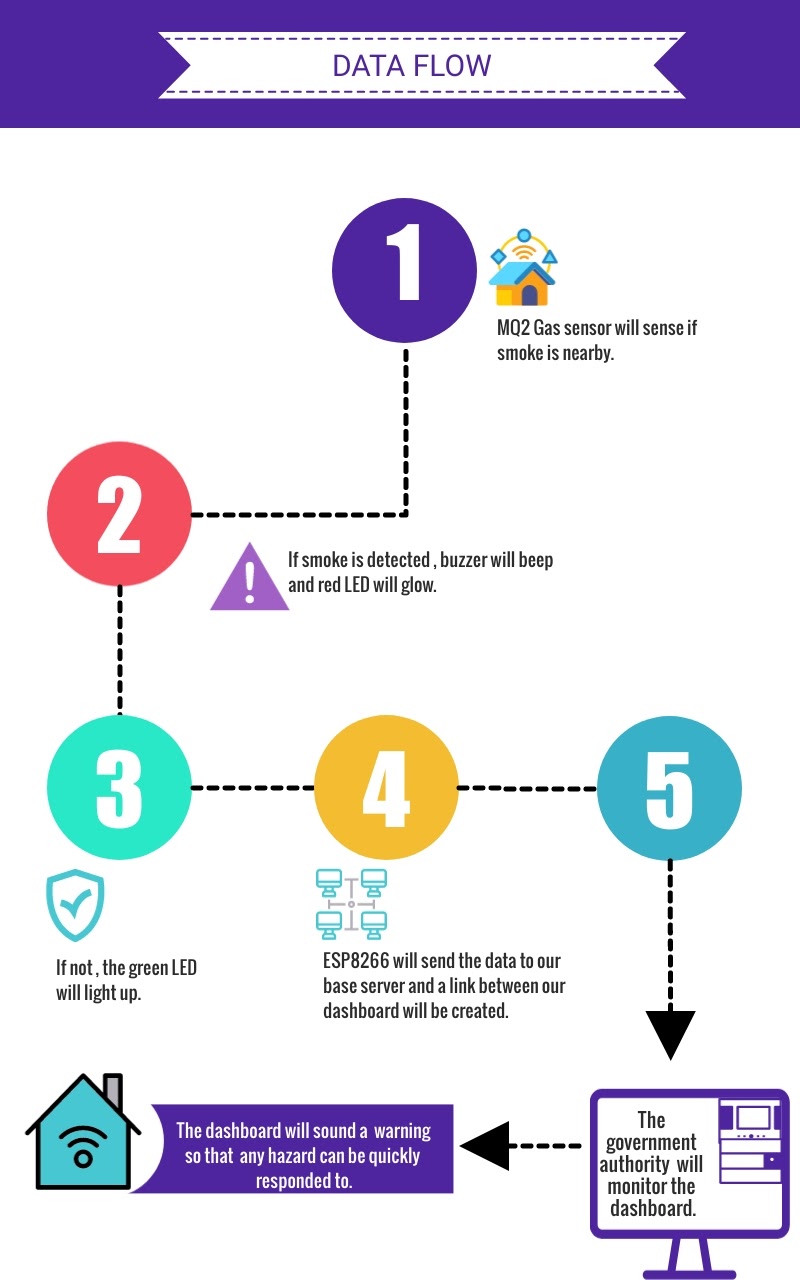 DATA FLOW
1
MQ2 Gas sensor will sense if
smoke is nearby.
2
If smoke is detected , buzzer will beep
and red LED will glow.
3
4
5
If not , the green LED
will light up.
ESP8266 will send the data to our
base server and a link between our
dashboard will be created.
The
government
authority will
monitor the
dashboard.
The dashboard will sound a warning
so that any hazard can be quickly
responded to.